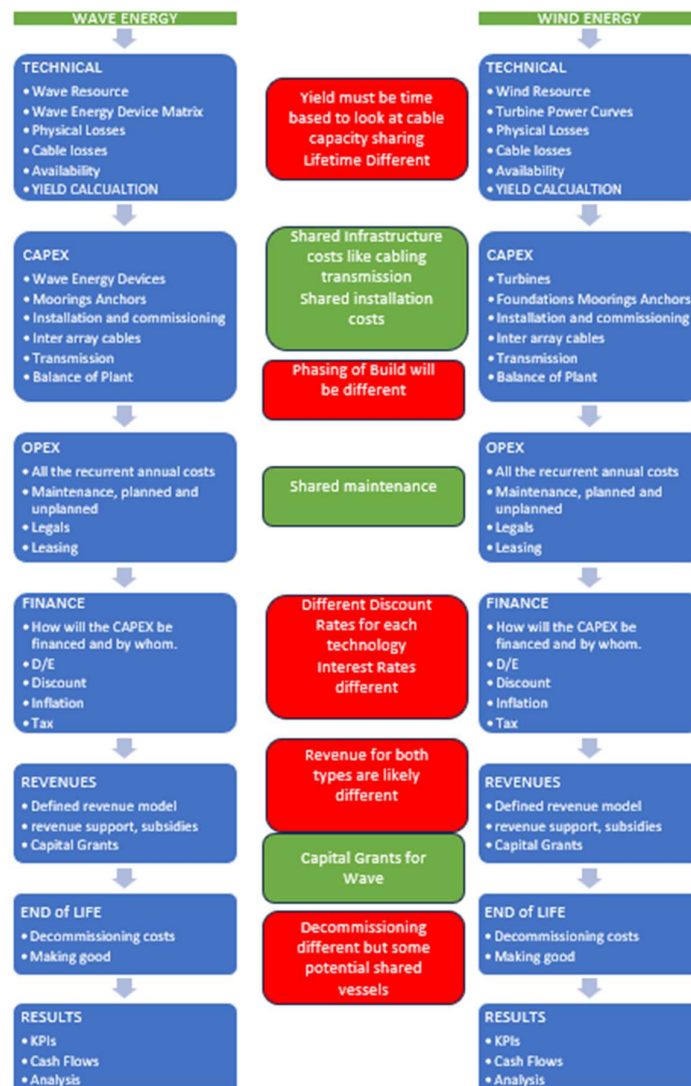 WAVE ENERGY
TECHNICAL
• Wave Resource
• Wave Energy Device Matrix
• Physical Losses
• Cable losses
• Availability
• YIELD CALCUALTION
CAPEX
• Wave Energy Devices
• Moorings Anchors
• Installation and commissioning
• Inter array cables
• Transmission
• Balance of Plant
OPEX
• All the recurrent annual costs
• Maintenance, planned and
unplanned
• Legals
• Leasing
FINANCE
• How will the CAPEX be
financed and by whom.
• D/E
• Discount
• Inflation
• Tax
REVENUES
• Defined revenue model
• revenue support, subsidies
• Capital Grants
END of LIFE
• Decommissioning costs
• Making good
RESULTS
• KPIs
• Cash Flows
• Analysis
Yield must be time
based to look at cable
capacity sharing
Lifetime Different
Shared Infrastructure
costs like cabling
transmission
Shared installation
costs
Phasing of Build will
be different
Shared maintenance
Different Discount
Rates for each
technology
Interest Rates
different
Revenue for both
types are likely
different
Capital Grants for
Wave
Decommissioning
different but some
potential shared
vessels
WIND ENERGY
TECHNICAL
• Wind Resource
• Turbine Power Curves
• Physical Losses
• Cable losses
• Availability
• YIELD CALCUALTION
CAPEX
• Turbines
• Foundations Moorings Anchors
• Installation and commissioning
• Inter array cables
• Transmission
• Balance of Plant
OPEX
• All the recurrent annual costs
• Maintenance, planned and
unplanned
• Legals
• Leasing
FINANCE
• How will the CAPEX be
financed and by whom.
• D/E
• Discount
• Inflation
• Tax
REVENUES
• Defined revenue model
• revenue support, subsidies
• Capital Grants
END of LIFE
• Decommissioning costs
• Making good
RESULTS
• KPIs
• Cash Flows
• Analysis